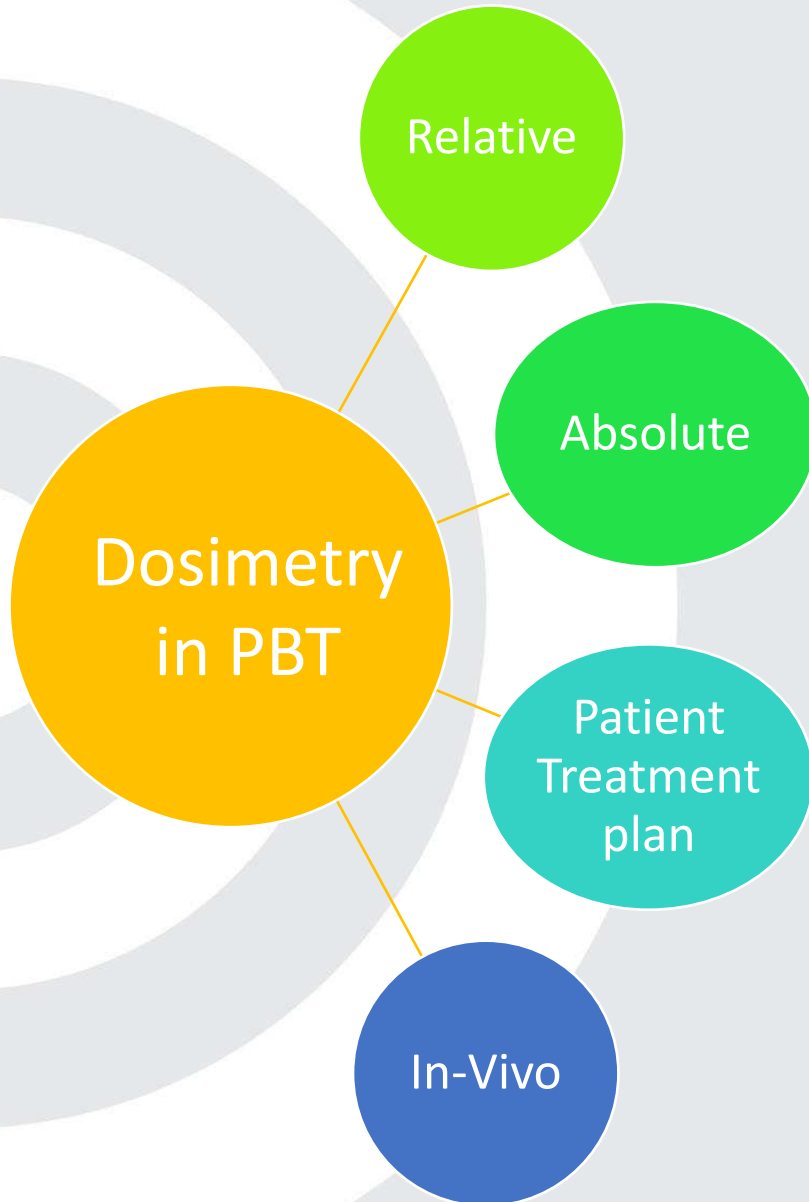 Relative
Absolute
Dosimetry
in PBT
Patient
Treatment
plan
In-Vivo